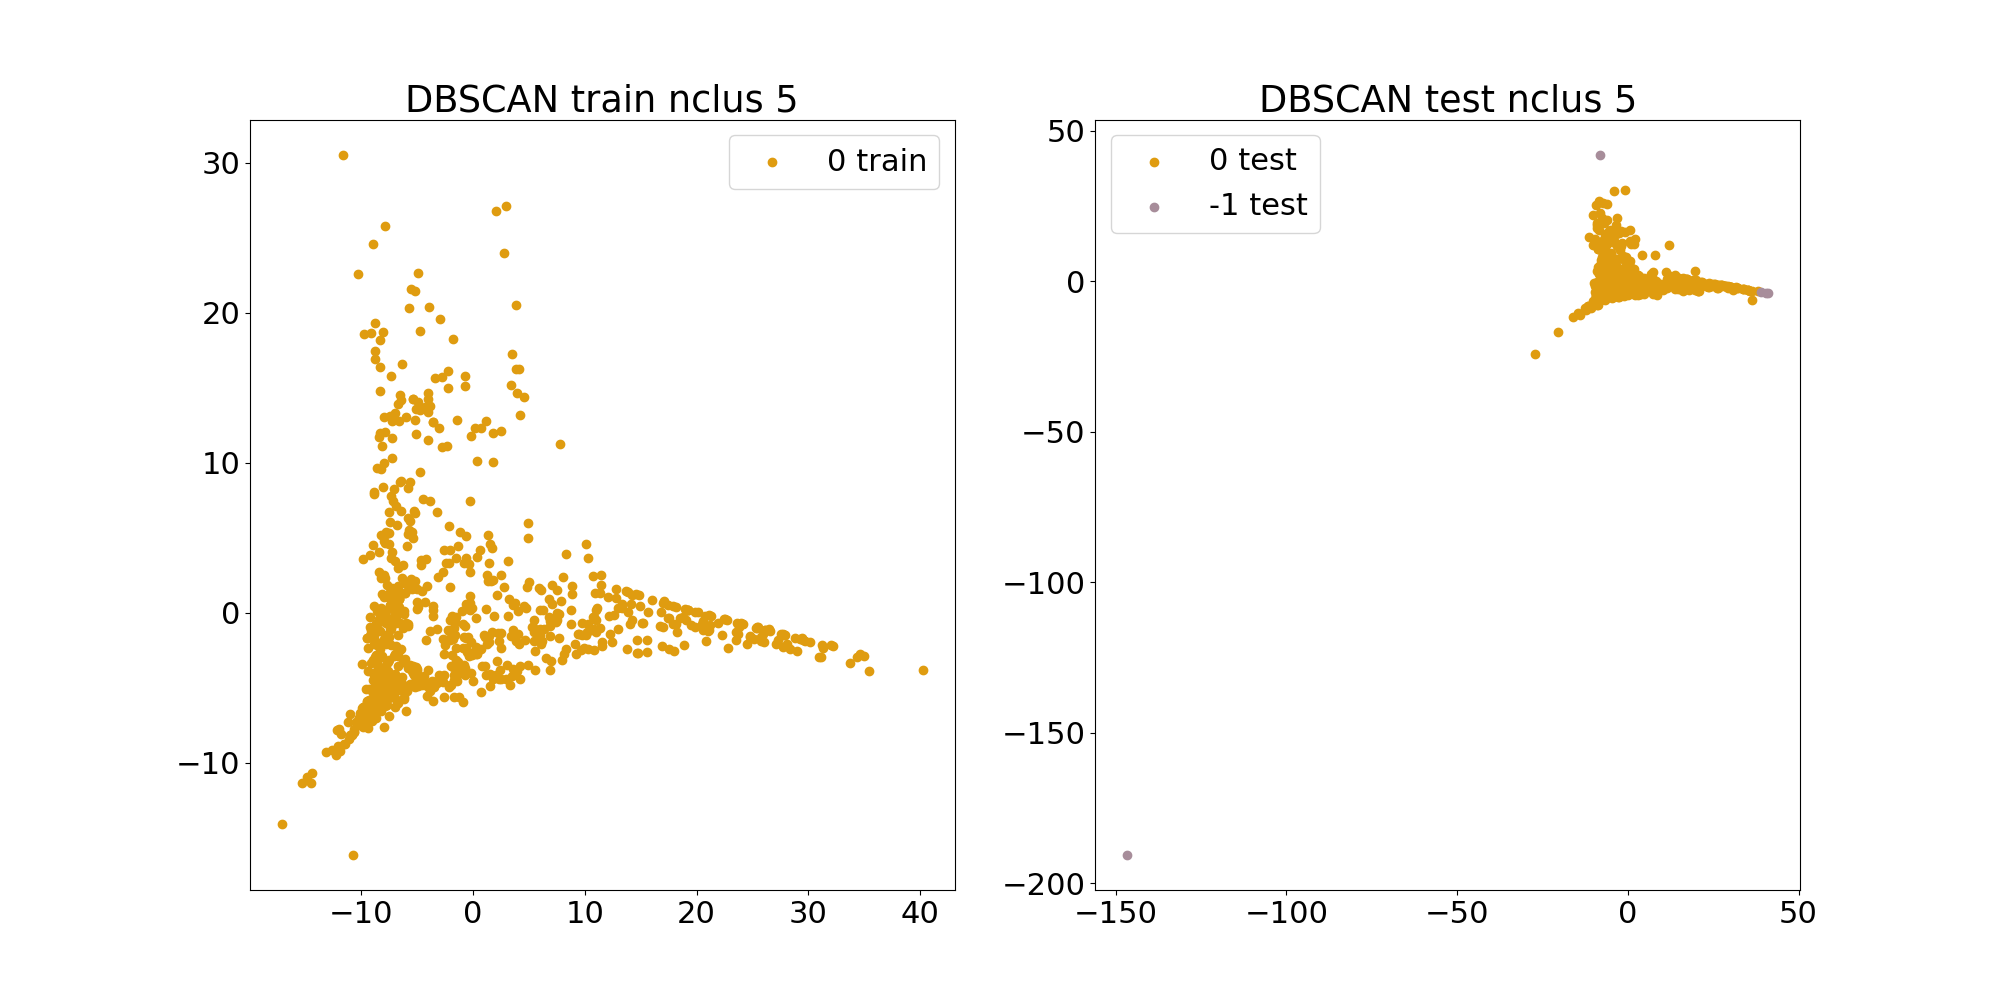 DBSCAN train nclus 5
0 train
30
20
10
0
−10
−10 0 10 20 30 40
DBSCAN test nclus 5
0 test
-1 test
50
0
−50
−100
−150
−200
−150 −100 −50 0 50